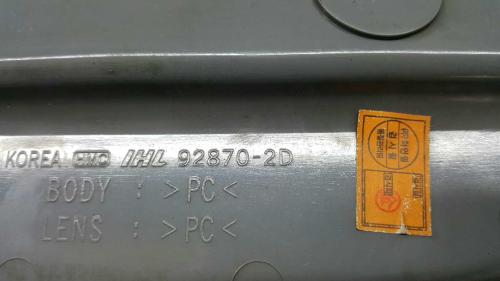 KOREA HMC IHL 92870-2D
BODY : >PC<
LENS : >PC<